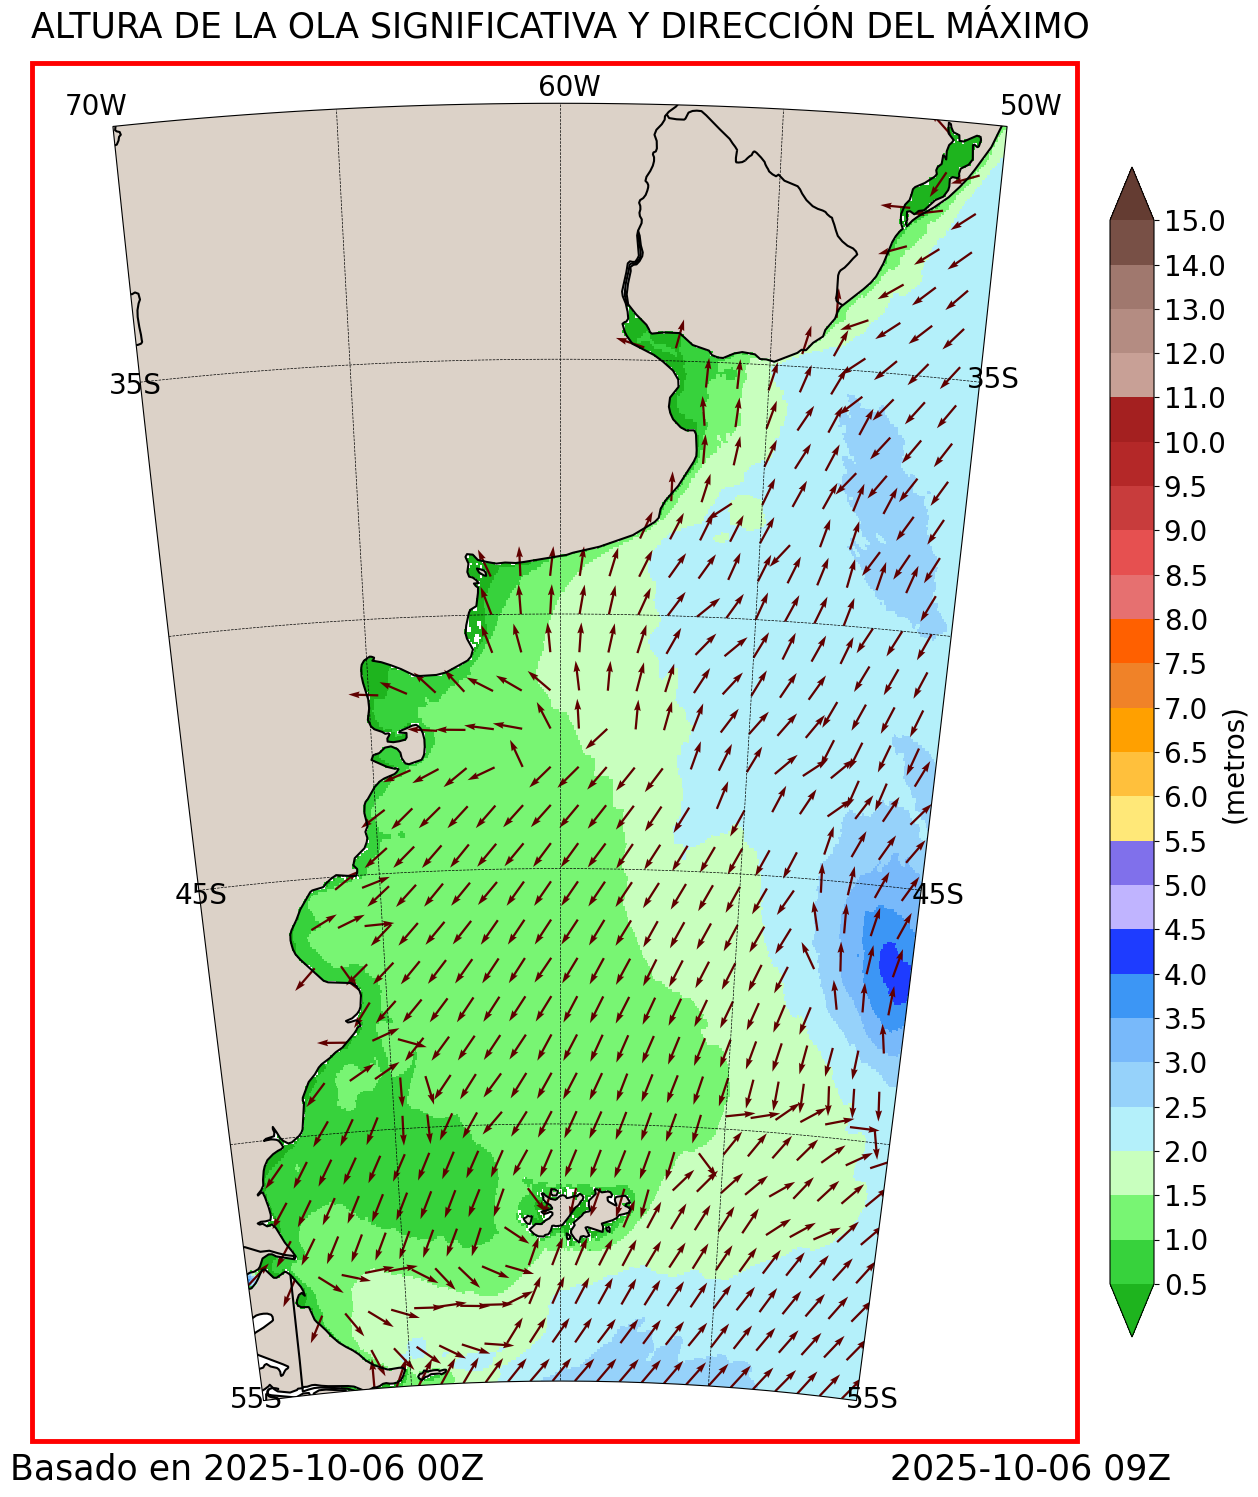 ALTURA DE LA OLA SIGNIFICATIVA Y DIRECCIÓN DEL MÁXIMO
70W
60W
50W
35S
35S
45S
45S
55S
55S
15.0
14.0
13.0
12.0
11.0
10.0
9.5
9.0
8.5
8.0
7.5
7.0
6.5
6.0
5.5
5.0
4.5
4.0
3.5
3.0
2.5
2.0
1.5
1.0
0.5
(metros)
Basado en 2025-10-06 00Z
2025-10-06 09Z